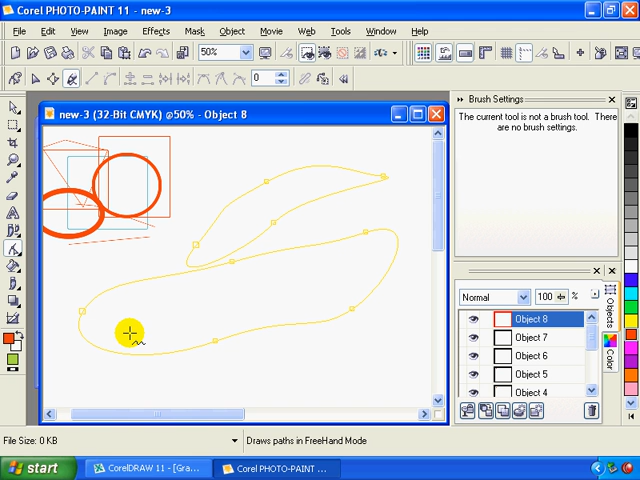 Corel PHOTO-PAINT 11 - new-3
File Edit View Image Effects Mask Object Movie Web Tools Window Help
50%
0
new-3 (32-Bit CMYK) @50% - Object 8
Brush Settings
The current tool is not a brush tool. There
are no brush settings.
Normal 100 %
Object 8
Object 7
Object 6
Object 5
Object 4
Objects
Color
File Size: 0 KB
Draws paths in FreeHand Mode
start
CorelDRAW 11 - [Gra...
Corel PHOTO-PAINT ...
12:03 PM